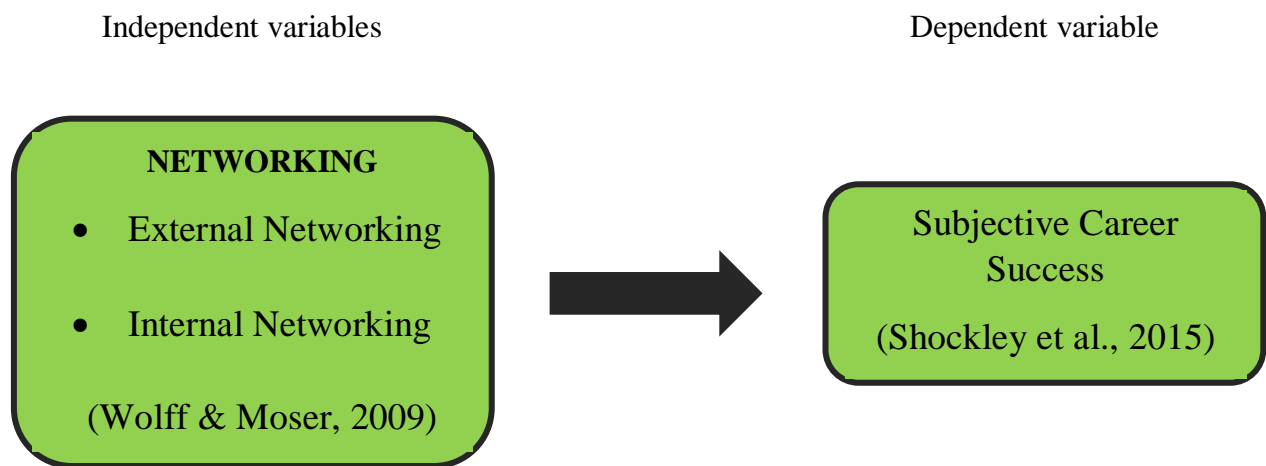 Independent variables
Dependent variable
NETWORKING
• External Networking
• Internal Networking
(Wolff & Moser, 2009)
Subjective Career
Success
(Shockley et al., 2015)